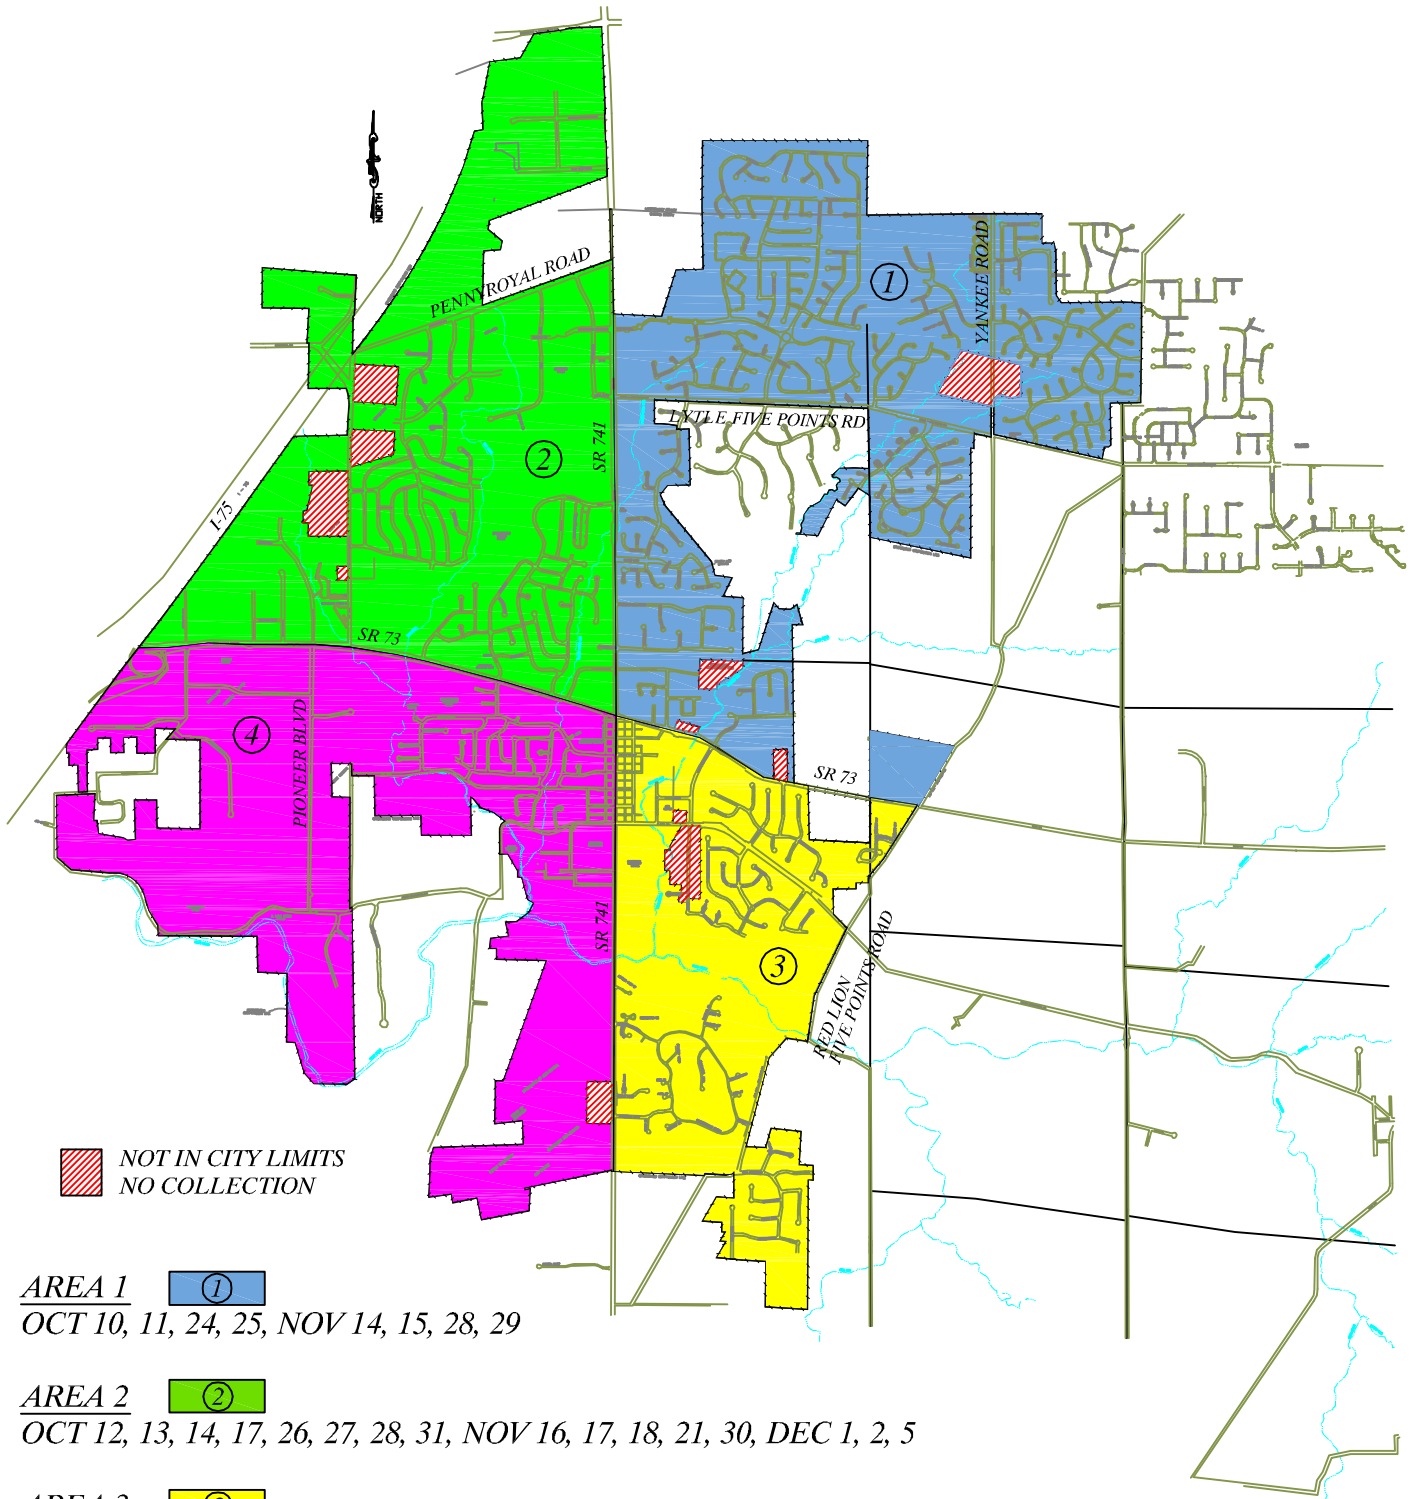 NORTH
PENNYROYAL ROAD
1
YANKEE ROAD
LYTLE FIVE POINTS RD
SR 741
2
I-75
SR 73
4
PIONEER BLVD
SR 73
SR 741
3
RED LION
FIVE POINTS ROAD
NOT IN CITY LIMITS
NO COLLECTION
AREA 1 1
OCT 10, 11, 24, 25, NOV 14, 15, 28, 29
AREA 2 2
OCT 12, 13, 14, 17, 26, 27, 28, 31, NOV 16, 17, 18, 21, 30, DEC 1, 2, 5